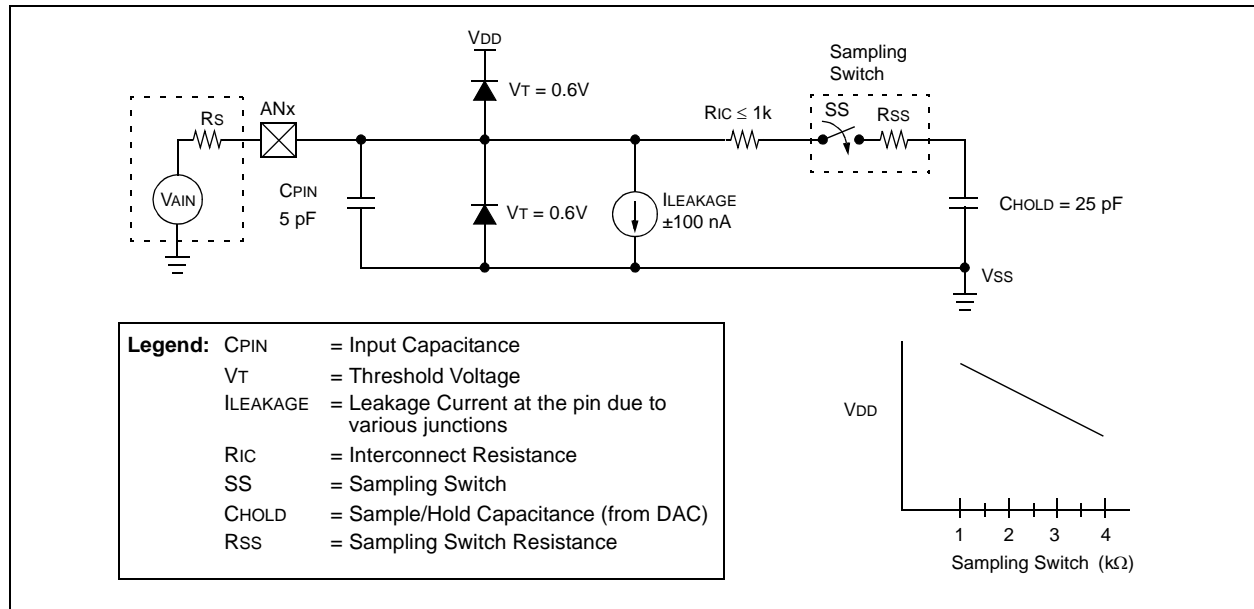 VDD
Sampling
Switch
VT = 0.6V
RS
ANx
RIC ≤ 1k
SS
RSS
VAIN
CPIN
5 pF
VT = 0.6V
ILEAKAGE
±100 nA
CHOLD = 25 pF
VSS
Legend: CPIN = Input Capacitance
VT = Threshold Voltage
ILEAKAGE = Leakage Current at the pin due to
various junctions
RIC = Interconnect Resistance
SS = Sampling Switch
CHOLD = Sample/Hold Capacitance (from DAC)
RSS = Sampling Switch Resistance
VDD
1 2 3 4
Sampling Switch (kΩ)